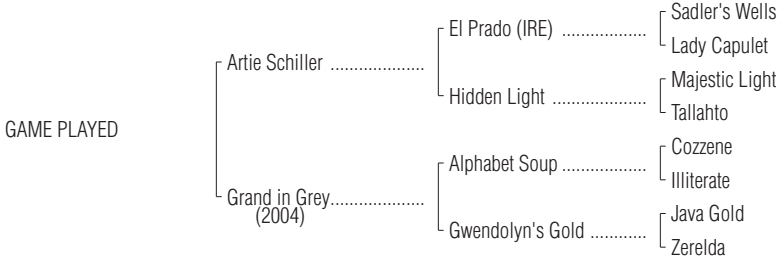 Sadler's Wells
El Prado (IRE) ..................
Lady Capulet
Artie Schiller ....................
Majestic Light
Hidden Light ....................
Tallahto
GAME PLAYED
Cozzene
Alphabet Soup ..................
Illiterate
Grand in Grey....................
(2004)
Java Gold
Gwendolyn's Gold ............
Zerelda